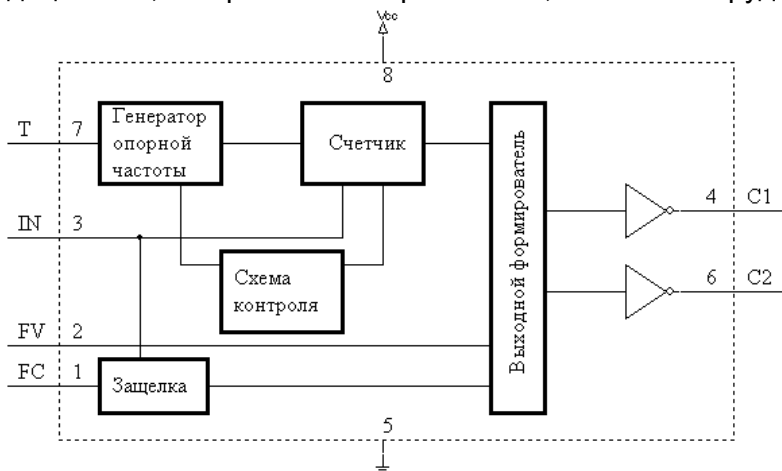 Vcc
8
T 7
Генератор
опорной
частоты
Счетчик
Выходной формирователь
4 C1
IN 3
Схема
контроля
6 C2
FV 2
FC 1
Защелка
5